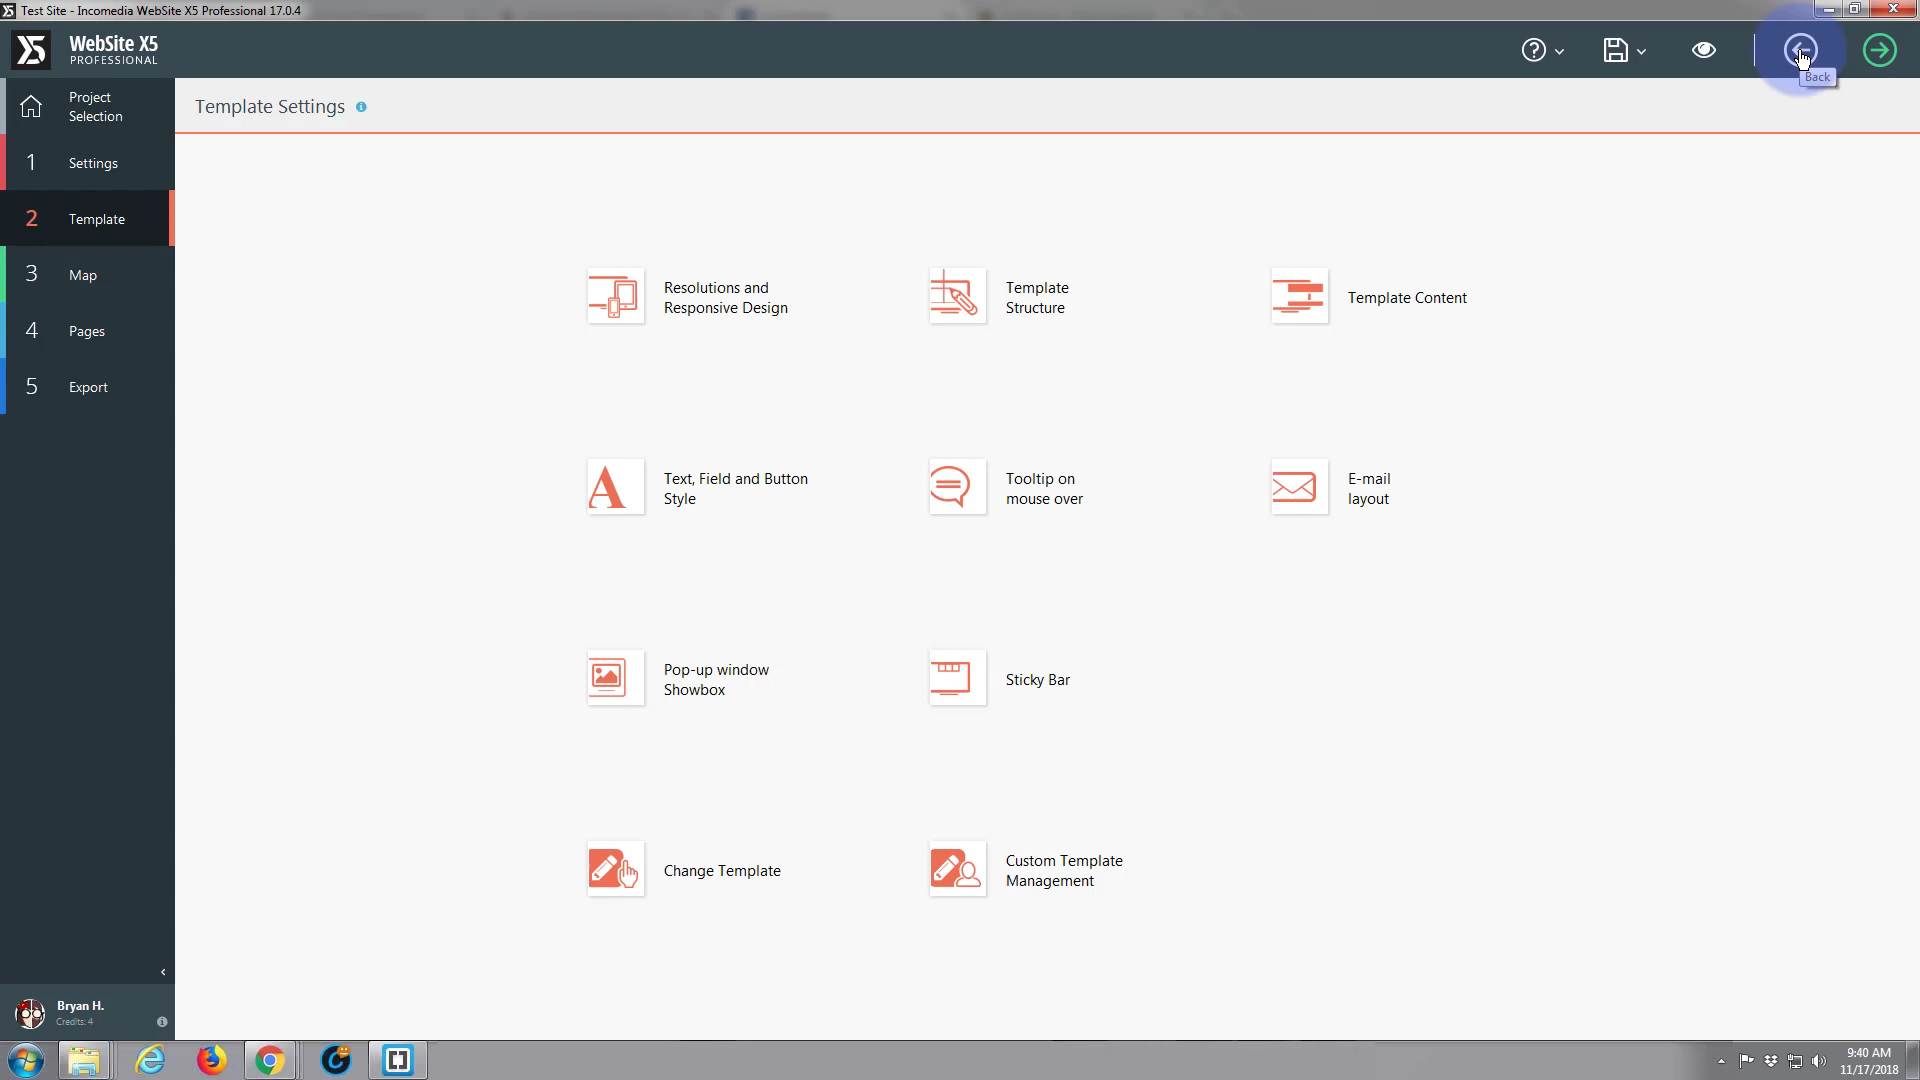 Test Site - Incomedia WebSite X5 Professional 17.0.4
WebSite X5
PROFESSIONAL
Back
Project
Selection
1 Settings
2 Template
3 Map
4 Pages
5 Export
Template Settings
Resolutions and
Responsive Design
Template
Structure
Template Content
Text, Field and Button
Style
Tooltip on
mouse over
E-mail
layout
Pop-up window
Showbox
Sticky Bar
Change Template
Custom Template
Management
Bryan H.
Credits: 4
9:40 AM
11/17/2018